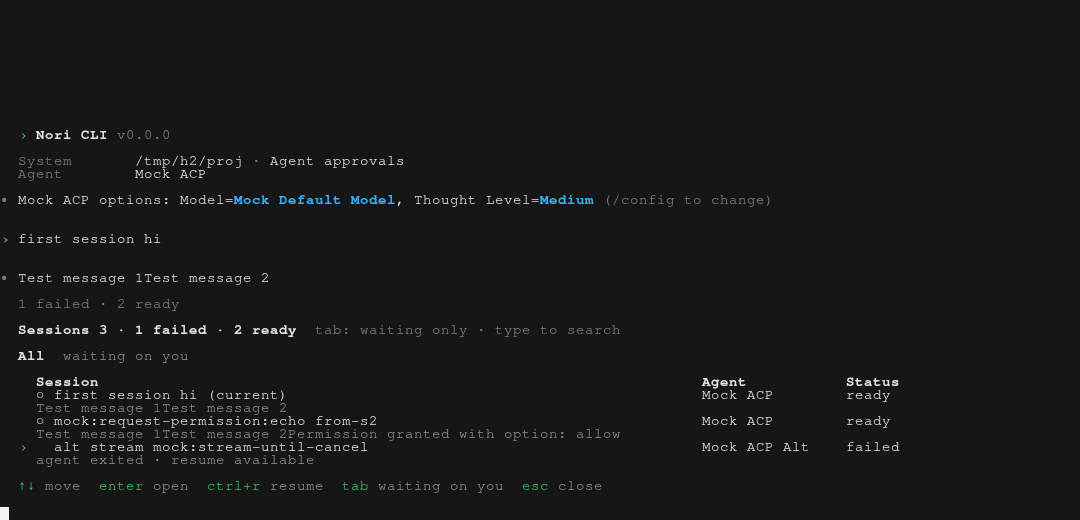 › Nori CLI v0.0.0
System /tmp/h2/proj · Agent approvals
Agent Mock ACP
• Mock ACP options: Model=Mock Default Model, Thought Level=Medium (/config to change)
› first session hi
• Test message 1Test message 2
1 failed · 2 ready
Sessions 3 · 1 failed · 2 ready tab: waiting only · type to search
All waiting on you
Session Agent Status
○ first session hi (current) Mock ACP ready
Test message 1Test message 2
○ mock:request-permission:echo from-s2 Mock ACP ready
Test message 1Test message 2Permission granted with option: allow
› alt stream mock:stream-until-cancel Mock ACP Alt failed
agent exited · resume available
↑↓ move enter open ctrl+r resume tab waiting on you esc close